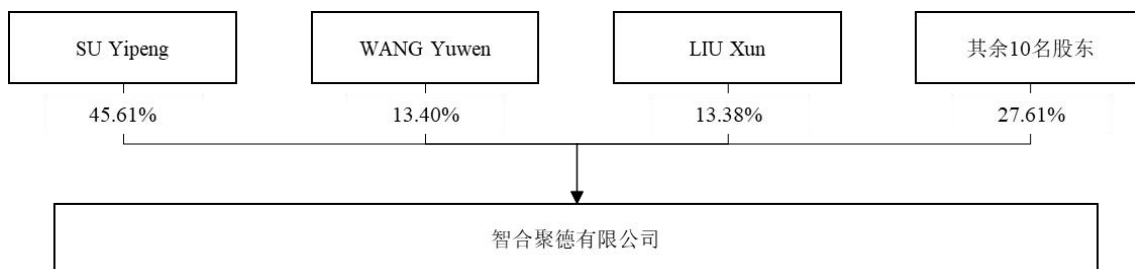 SU Yipeng
WANG Yuwen
LIU Xun
其余10名股东
45.61%
13.40%
13.38%
27.61%
智合聚德有限公司